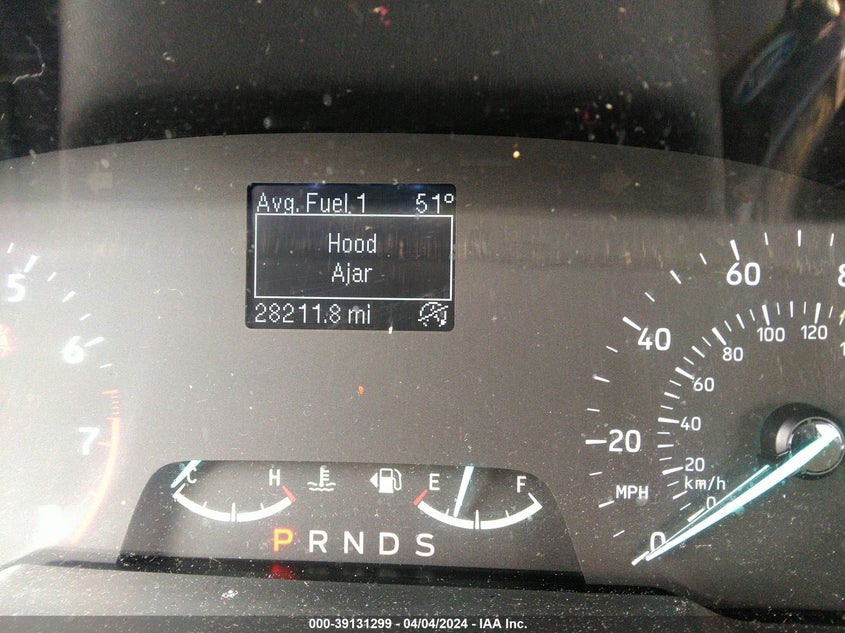 Avg. Fuel 1 51°
Hood
Ajar
28211.8 mi
5
6
7
C H
E F
P R N D S
60
40
20
MPH
0
120
100
80
60
40
20
km/h
0
000-39131299 - 04/04/2024 - IAA Inc.